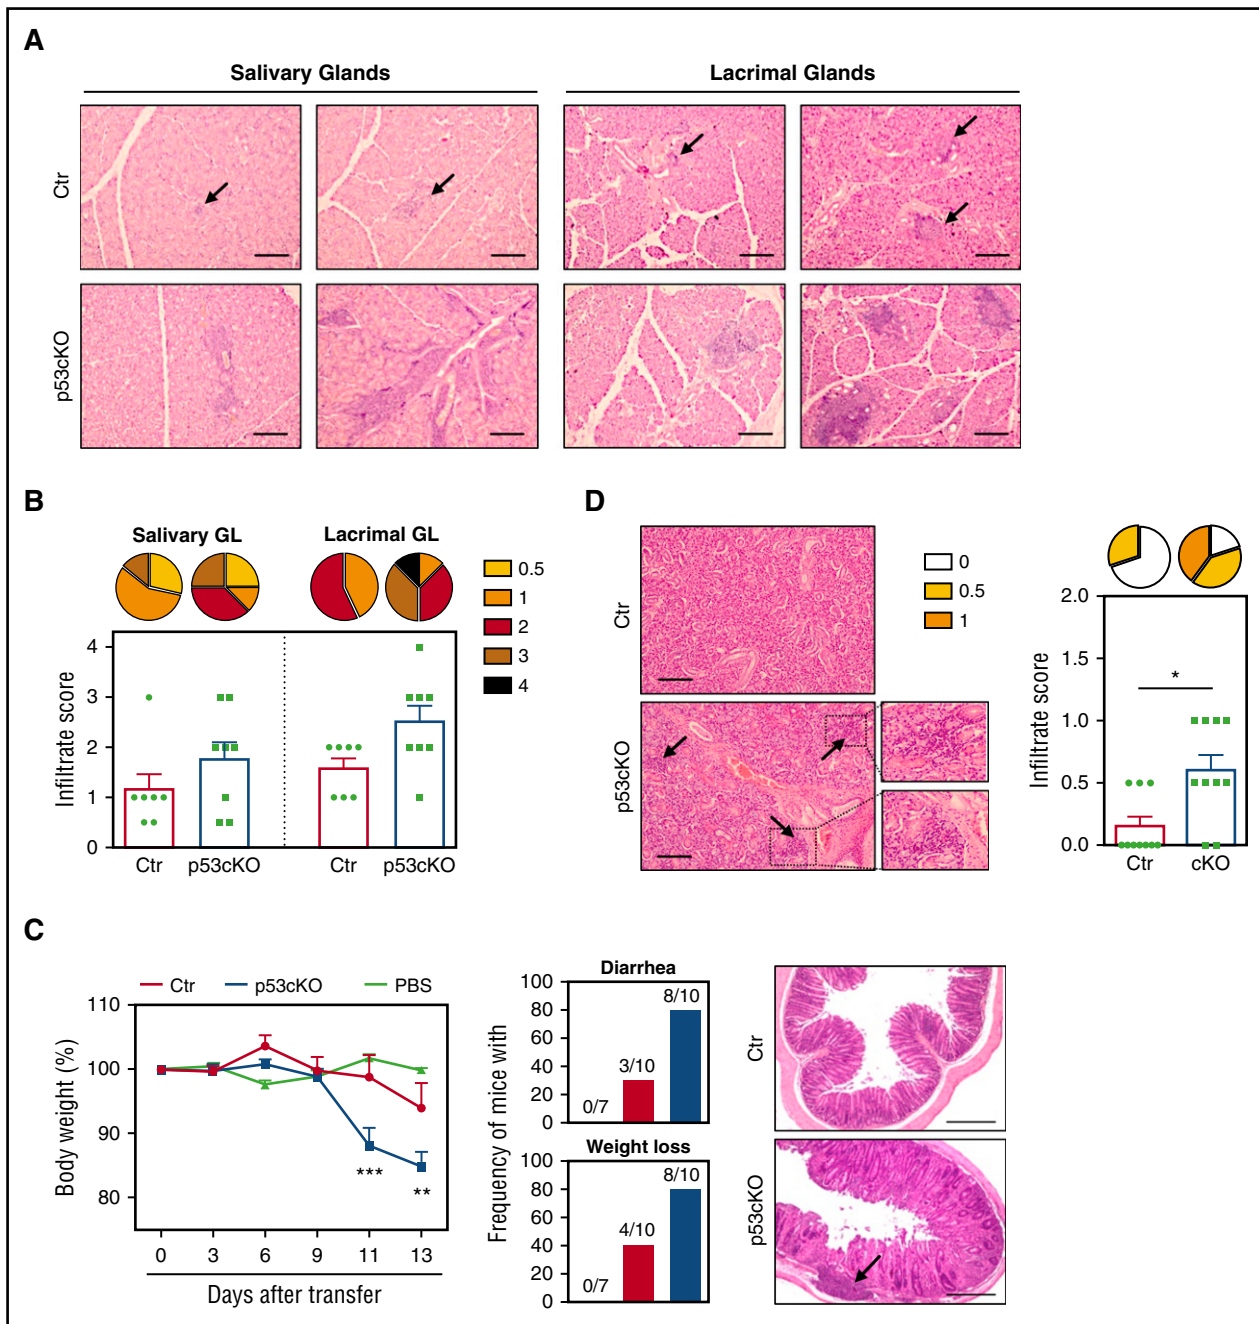 A
Salivary Glands
Lacrimal Glands
Ctr
p53cKO
B
Salivary GL
Lacrimal GL
0.5
1
2
3
4
Infiltrate score
4
3
2
1
0
Ctr
p53cKO
Ctr
p53cKO
D
Ctr
p53cKO
0
0.5
1
Infiltrate score
2.0
1.5
1.0
0.5
0.0
*
Ctr
cKO
C
Ctr
p53cKO
PBS
Body weight (%)
110
100
90
80
***
**
0 3 6 9 11 13
Days after transfer
Frequency of mice with
Diarrhea
100
80
60
40
20
0
0/7
3/10
8/10
Weight loss
100
80
60
40
20
0
0/7
4/10
8/10
Ctr
p53cKO